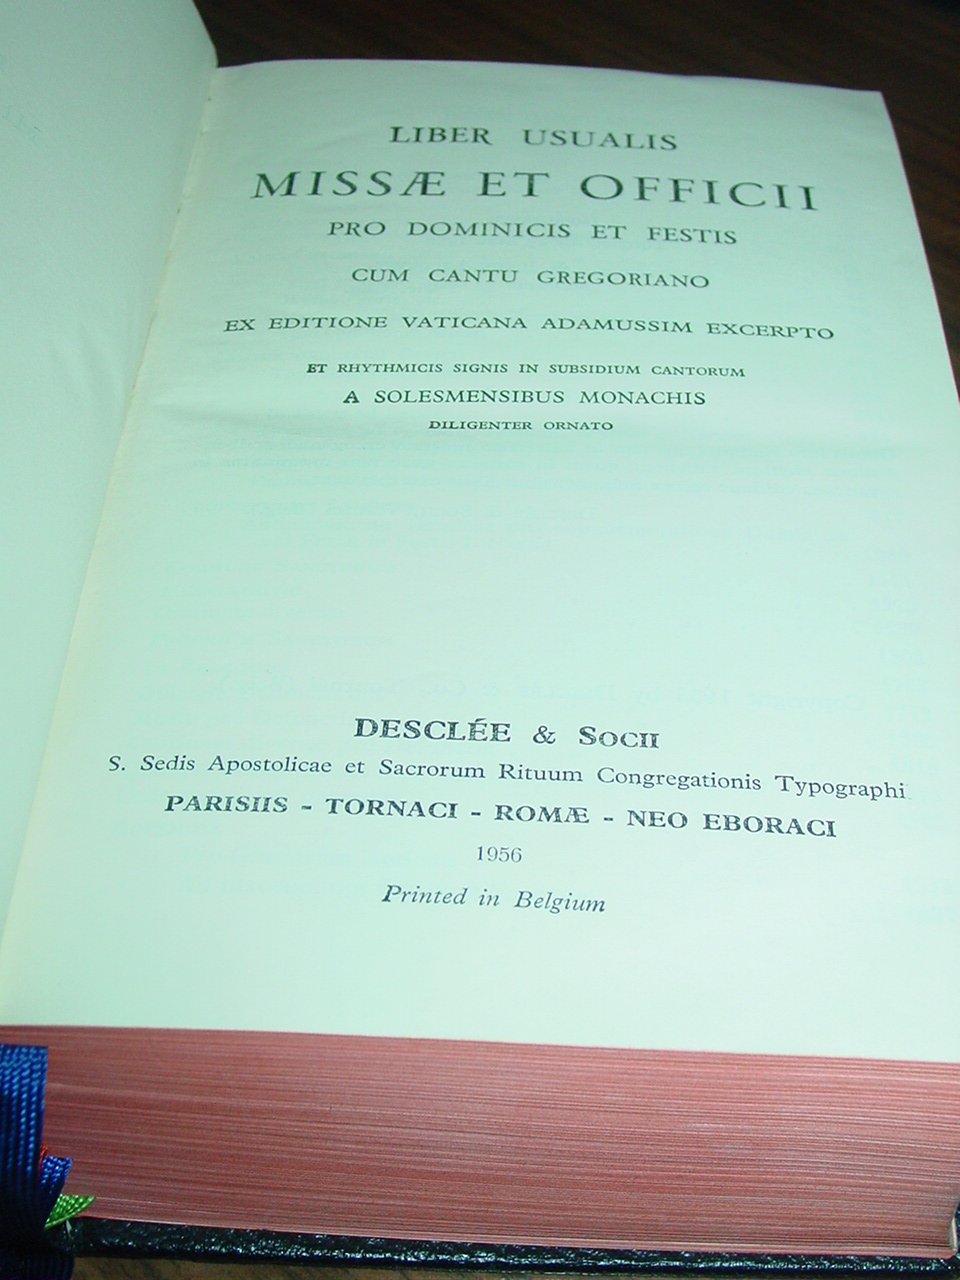 LIBER USUALIS
MISSÆ ET OFFICII
PRO DOMINICIS ET FESTIS
CUM CANTU GREGORIANO
EX EDITIONE VATICANA ADAMUSSIM EXCERPTO
ET RHYTHMICIS SIGNIS IN SUBSIDIUM CANTORUM
A SOLESMENSIBUS MONACHIS
DILIGENTER ORNATO
DESCLÉE & SOCII
S. Sedis Apostolicae et Sacrorum Rituum Congregationis Typographi
PARISIIS - TORNACI - ROMÆ - NEO EBORACI
1956
Printed in Belgium